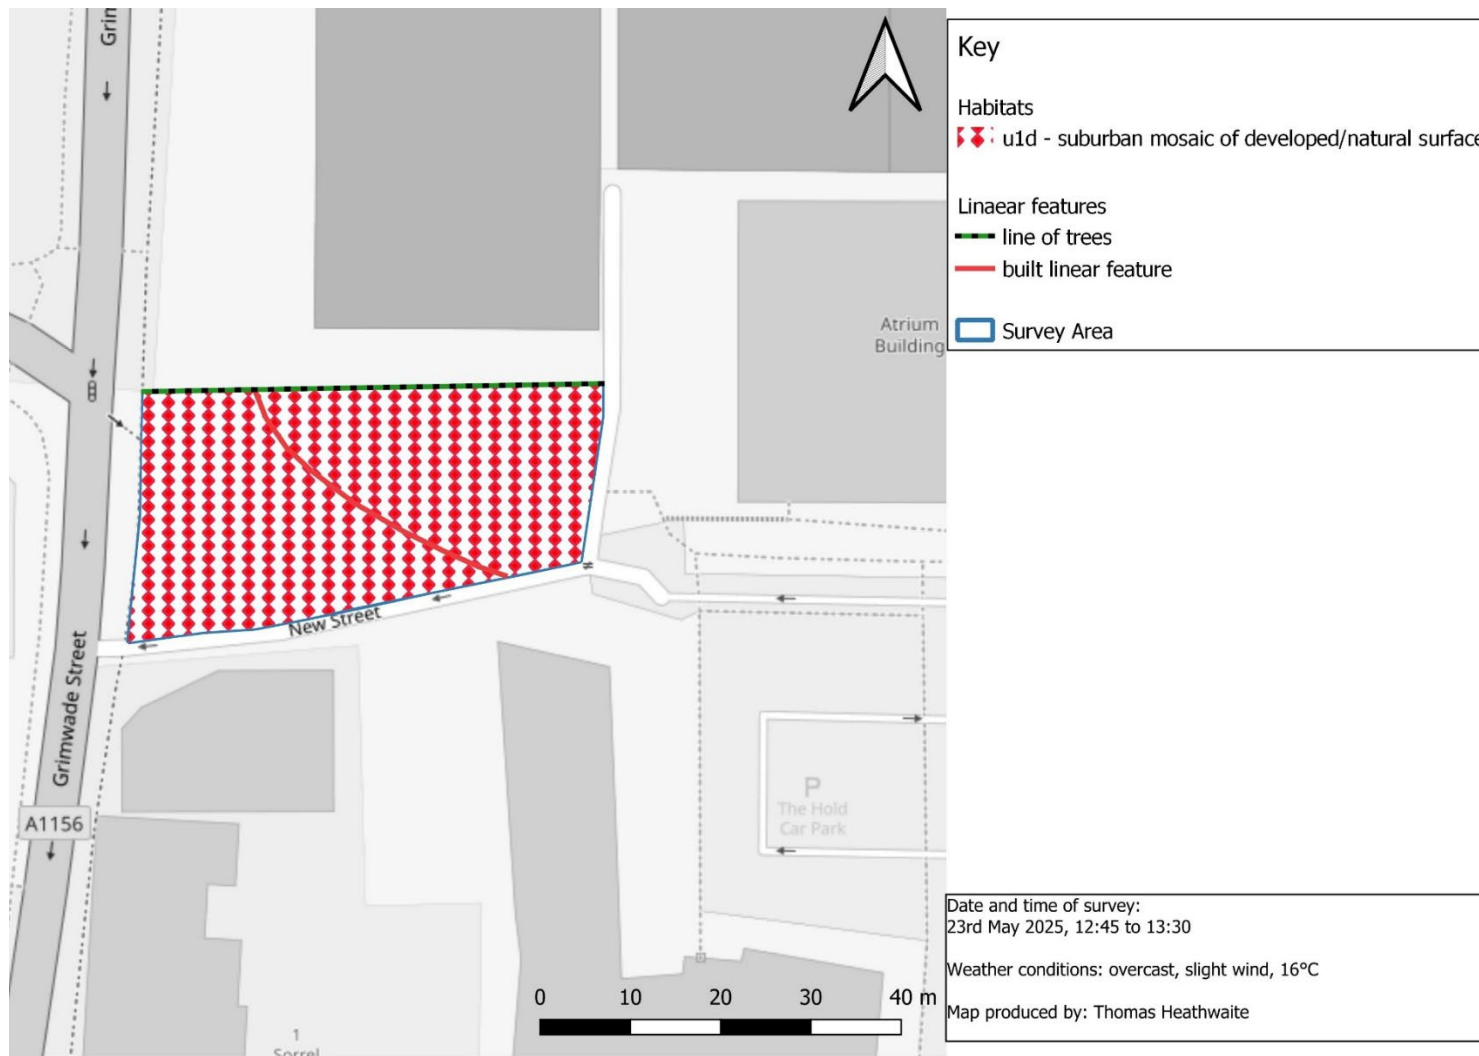 Gri
Key
Habitats
u1d - suburban mosaic of developed/natural surface
Linaear features
line of trees
built linear feature
Survey Area
Atrium
Building
New Street
Grimwade Street
A1156
P
The Hold
Car Park
1
Sorrel
0 10 20 30 40 m
Date and time of survey:
23rd May 2025, 12:45 to 13:30
Weather conditions: overcast, slight wind, 16°C
Map produced by: Thomas Heathwaite